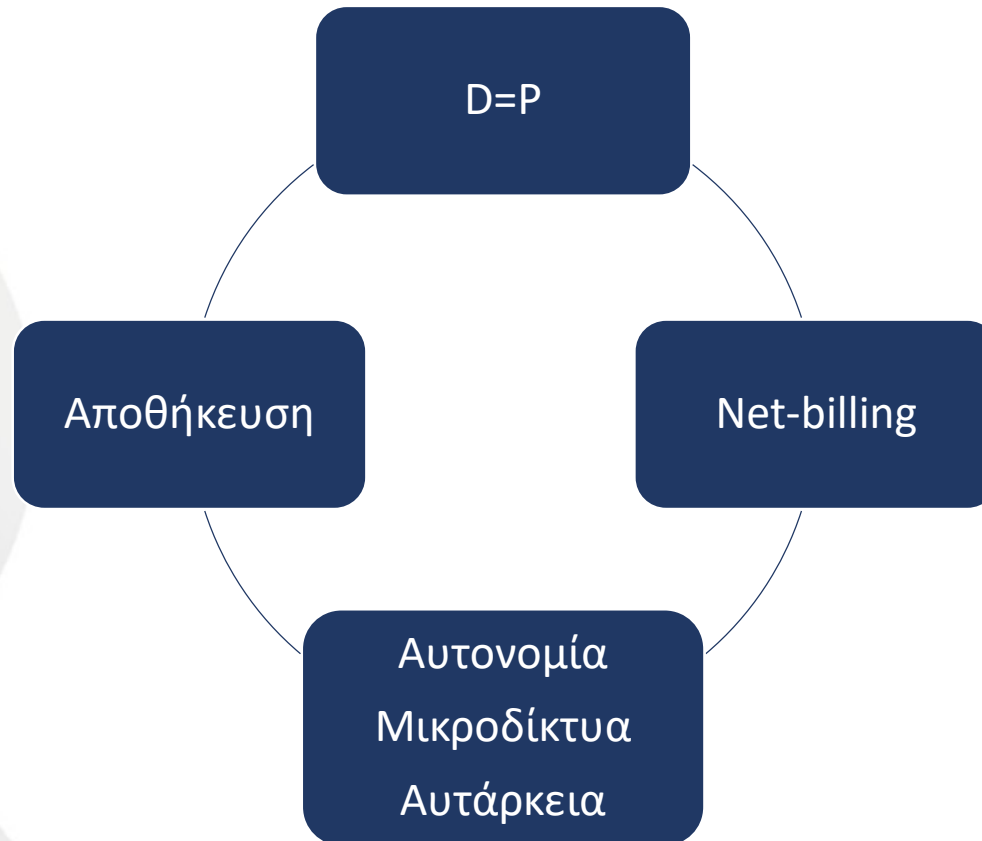 D=P
Αποθήκευση
Net-billing
Αυτονομία
Μικροδίκτυα
Αυτάρκεια